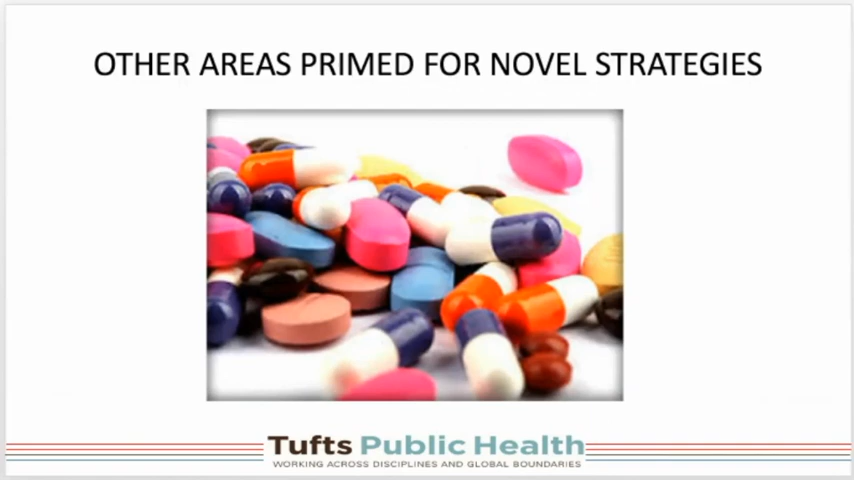 OTHER AREAS PRIMED FOR NOVEL STRATEGIES
Tufts Public Health
WORKING ACROSS DISCIPLINES AND GLOBAL BOUNDARIES